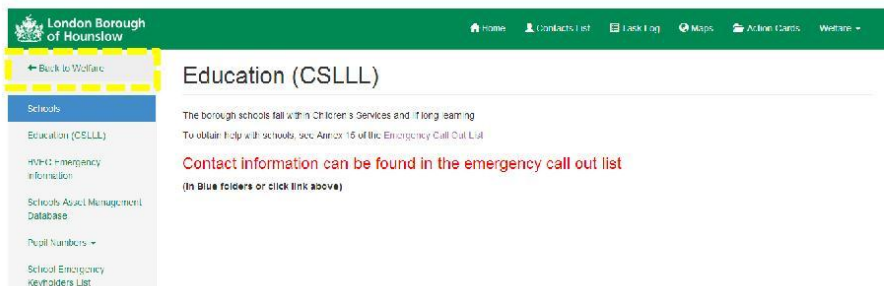 London Borough
of Hounslow
Home
Contacts List
Task Log
Maps
Action Cards
Welfare
Back to Welfare
Education (CSLLL)
Schools
The borough schools fall within Children's Services and lif long learning
To obtain help with schools, see Annex 15 of the Emergency Call Out List
Education (CSLLL)
Contact information can be found in the emergency call out list
(in Blue folders or click link above)
HVEC Emergency
Information
Schools Asset Management
Database
Pupil Numbers
School Emergency
Keyholders List